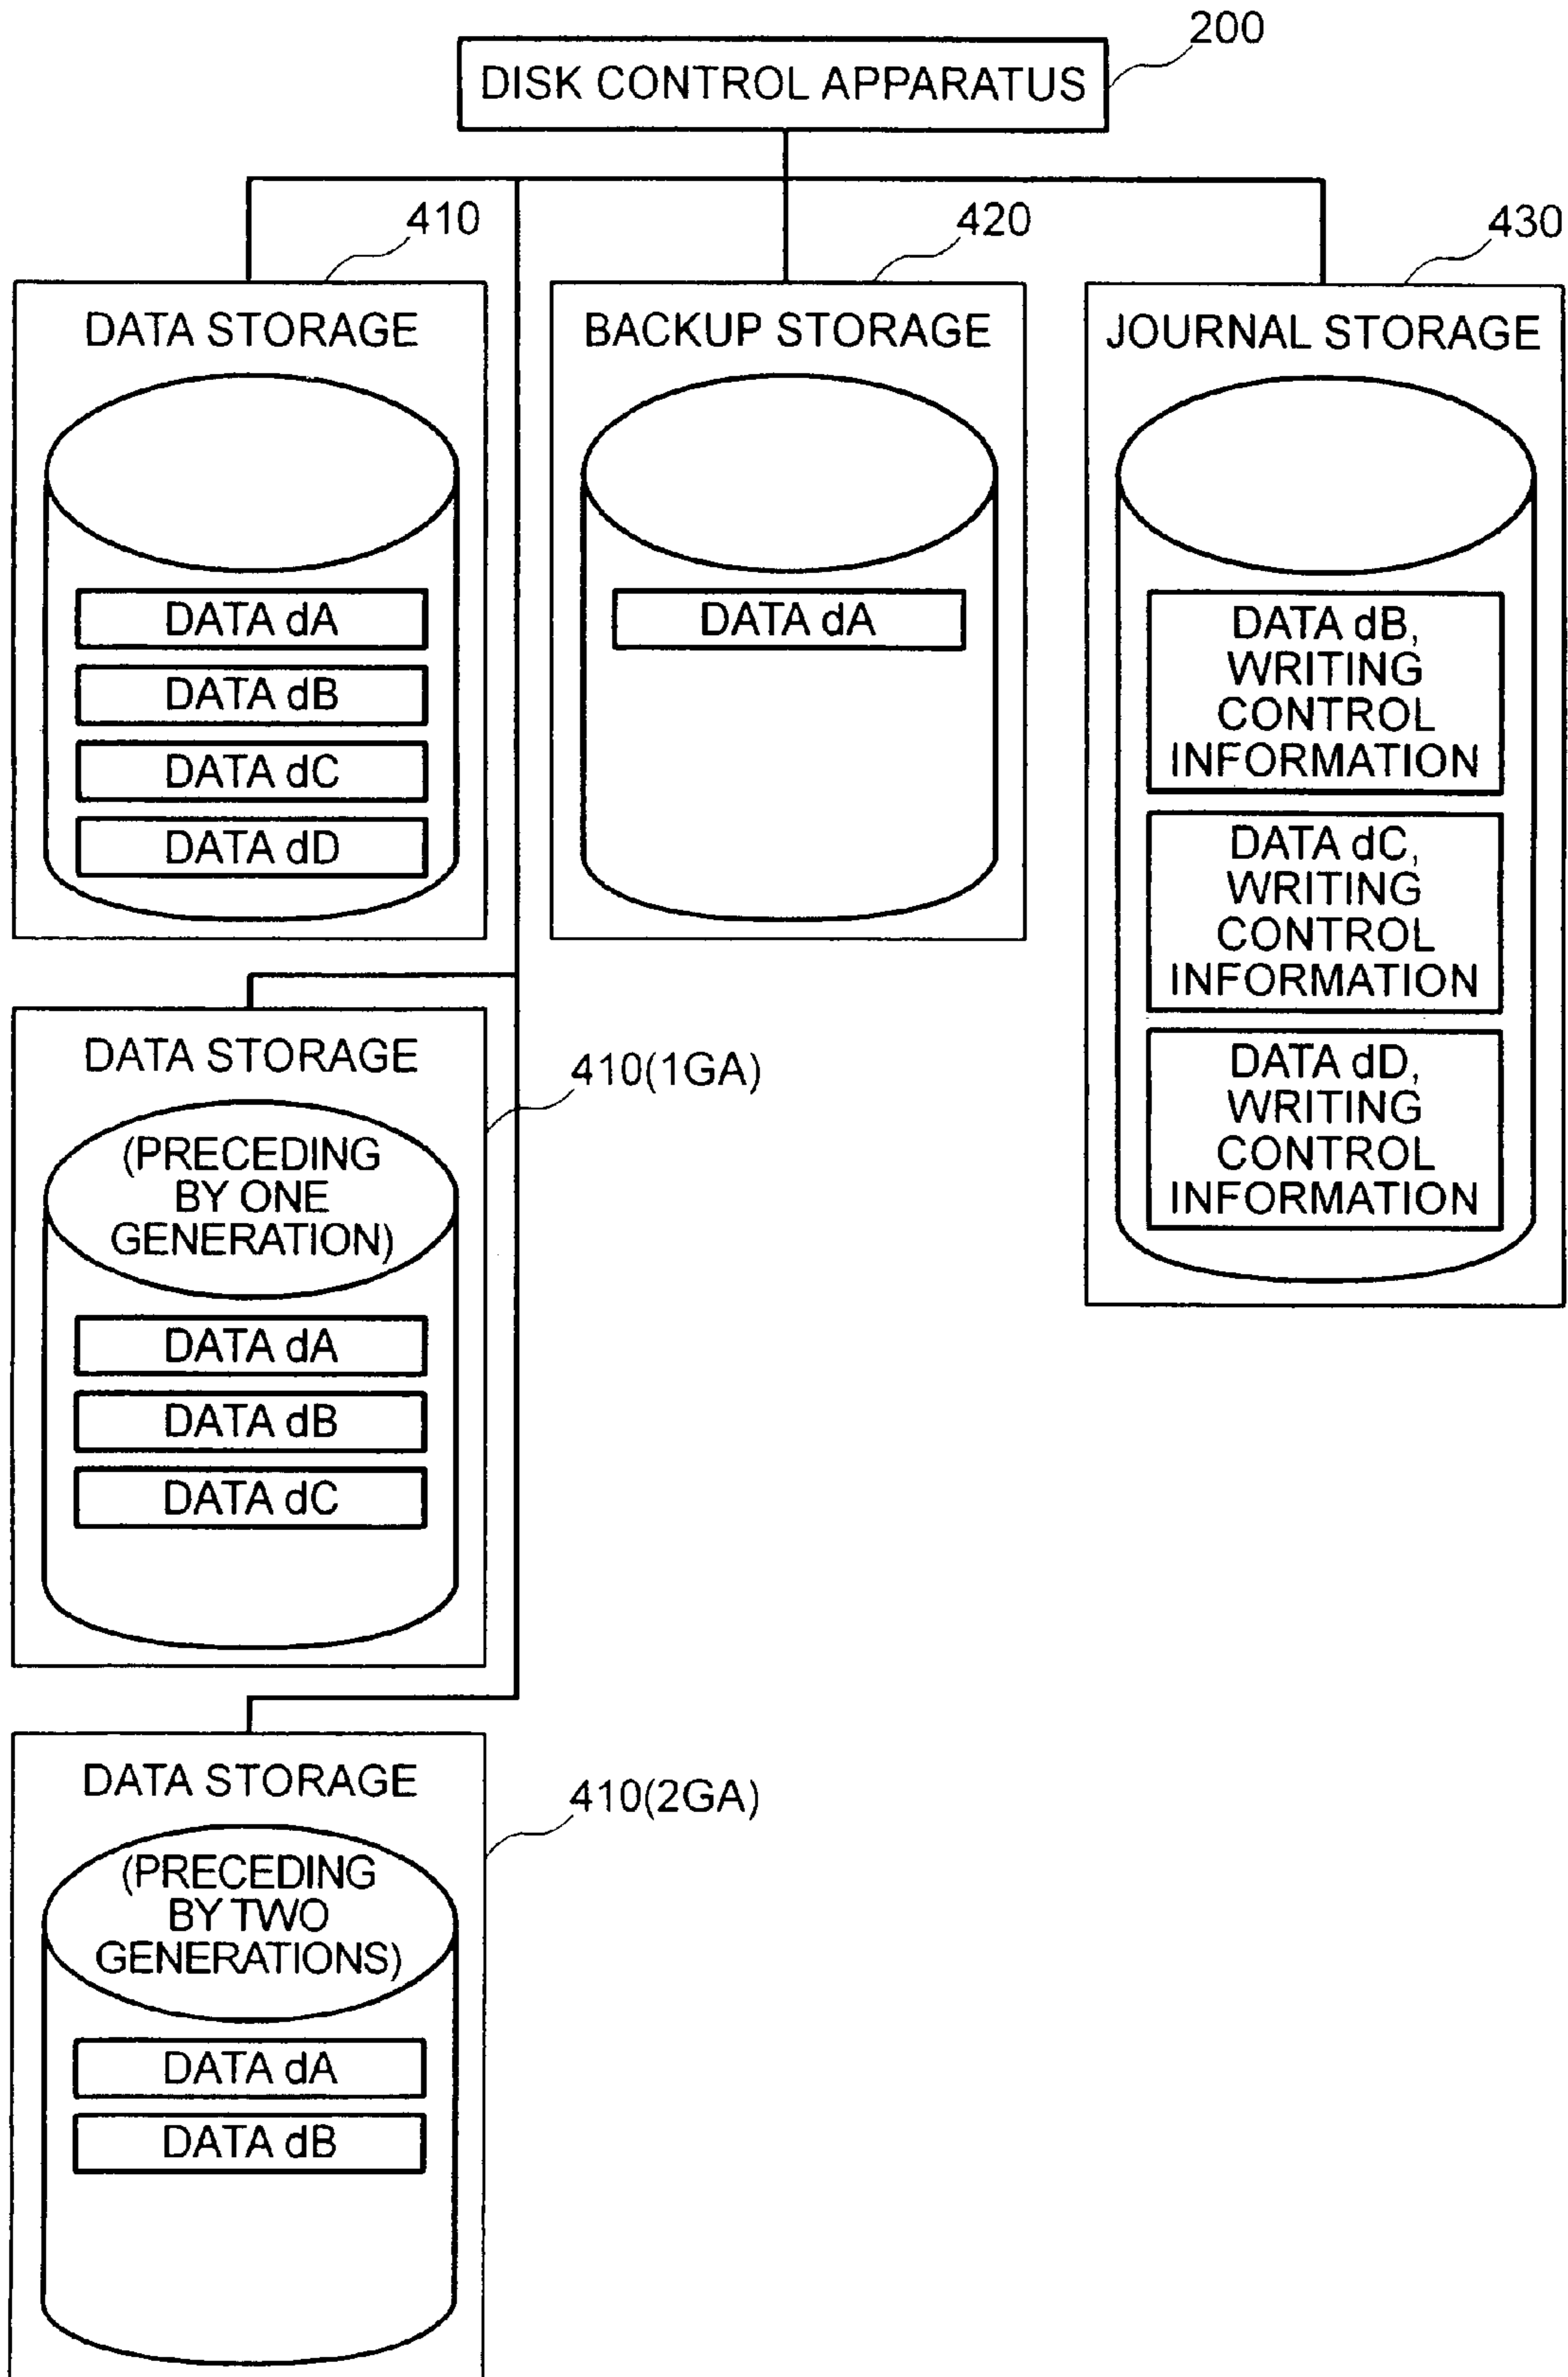 200
DISK CONTROL APPARATUS
410
420
430
DATA STORAGE
BACKUP STORAGE
JOURNAL STORAGE
DATA dA
DATA dB
DATA dC
DATA dD
DATA dA
DATA dB,
WRITING
CONTROL
INFORMATION
DATA dC,
WRITING
CONTROL
INFORMATION
DATA dD,
WRITING
CONTROL
INFORMATION
DATA STORAGE
410(1GA)
(PRECEDING
BY ONE
GENERATION)
DATA dA
DATA dB
DATA dC
DATA STORAGE
410(2GA)
(PRECEDING
BY TWO
GENERATIONS)
DATA dA
DATA dB